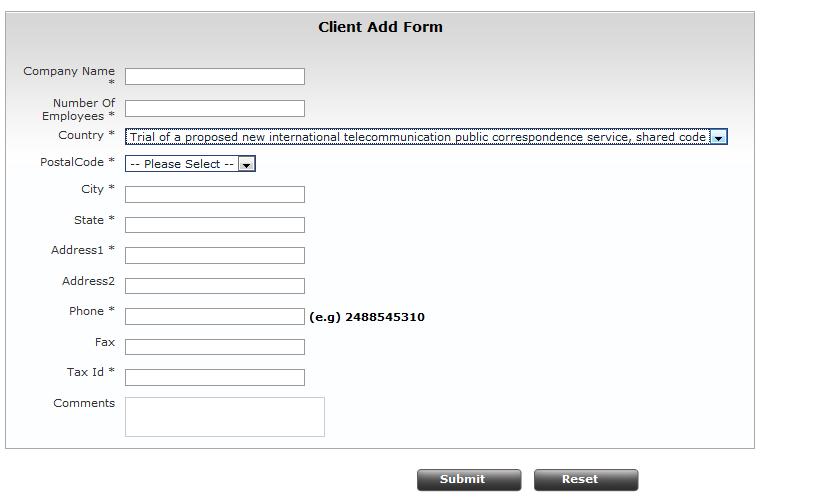 Client Add Form
Company Name
*
Number Of
Employees *
Country * Trial of a proposed new international telecommunication public correspondence service, shared code
PostalCode * -- Please Select --
City *
State *
Address1 *
Address2
Phone * (e.g) 2488545310
Fax
Tax Id *
Comments
Submit Reset